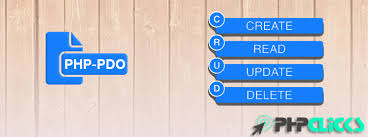 PHP-PDO
C CREATE
R READ
U UPDATE
D DELETE
PHPCLICKS